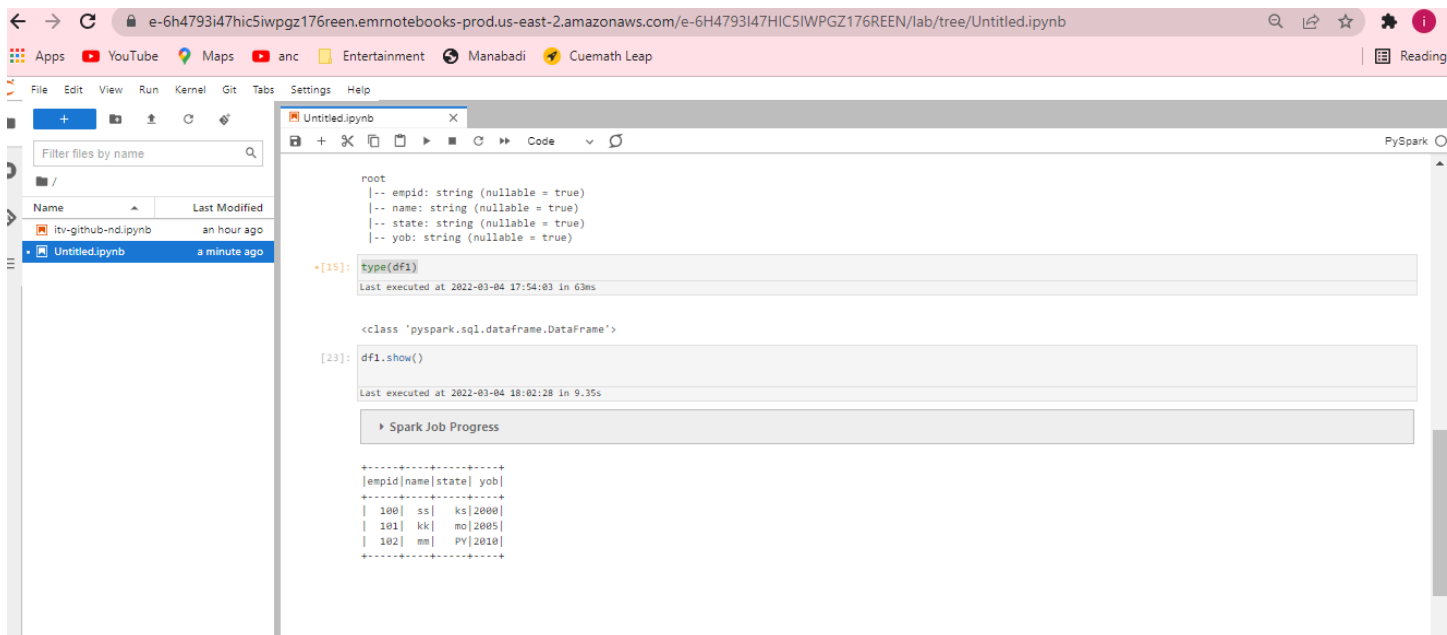 e-6h4793i47hic5iwpgz176reen.emrnotebooks-prod.us-east-2.amazonaws.com/e-6H4793I47HIC5IWPGZ176REEN/lab/tree/Untitled.ipynb
i
Apps YouTube Maps anc Entertainment Manabadi Cuemath Leap Reading
File Edit View Run Kernel Git Tabs Settings Help
Filter files by name
/
Name Last Modified
itv-github-nd.ipynb an hour ago
Untitled.ipynb a minute ago
Untitled.ipynb
Code PySpark
root
|-- empid: string (nullable = true)
|-- name: string (nullable = true)
|-- state: string (nullable = true)
|-- yob: string (nullable = true)
[15]: type(df1)
Last executed at 2022-03-04 17:54:03 in 63ms
<class 'pyspark.sql.dataframe.DataFrame'>
[23]: df1.show()
Last executed at 2022-03-04 18:02:28 in 9.35s
Spark Job Progress
+-----+----+-----+----+
|empid|name|state| yob|
+-----+----+-----+----+
| 100| ss| ks|2000|
| 101| kk| mo|2005|
| 102| mm| PY|2010|
+-----+----+-----+----+